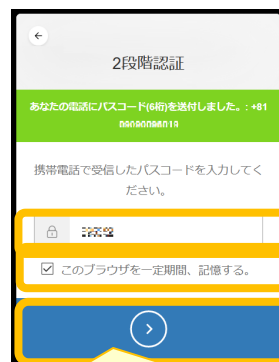 2段階認証
あなたの電話にパスコード(6桁)を送付しました。: +81
携帯電話で受信したパスコードを入力してく
ださい。
このブラウザを一定期間、記憶する。